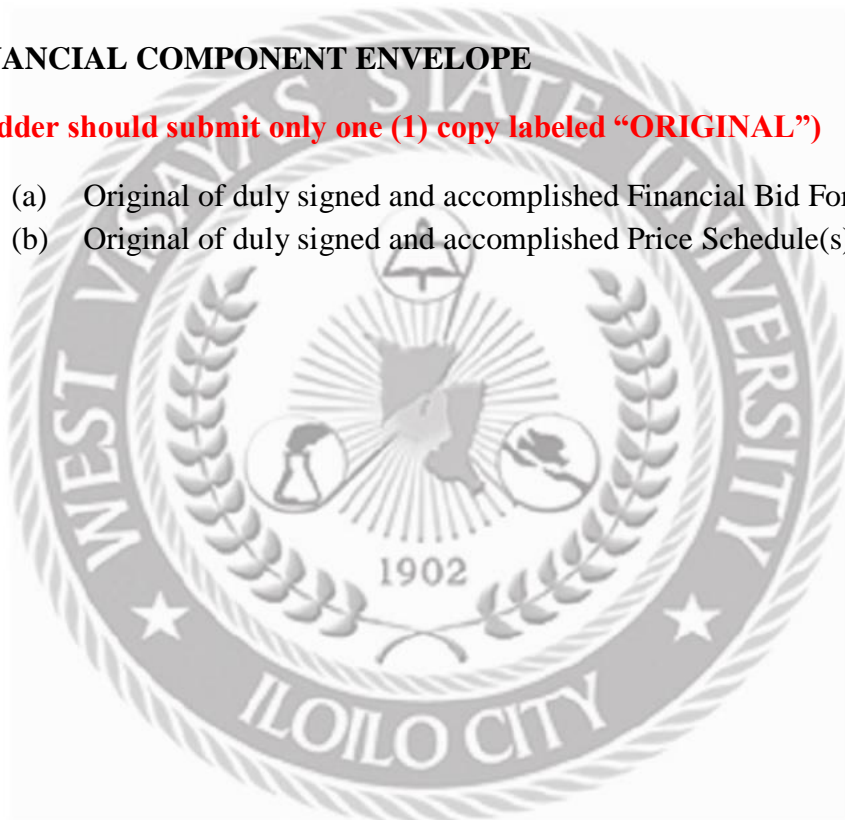 NANCIAL COMPONENT ENVELOPE
dder should submit only one (1) copy labeled “ORIGINAL”)
(a) Original of duly signed and accomplished Financial Bid For
(b) Original of duly signed and accomplished Price Schedule(s)
WEST VISAYAS STATE UNIVERSITY
1902
ILOILO CITY